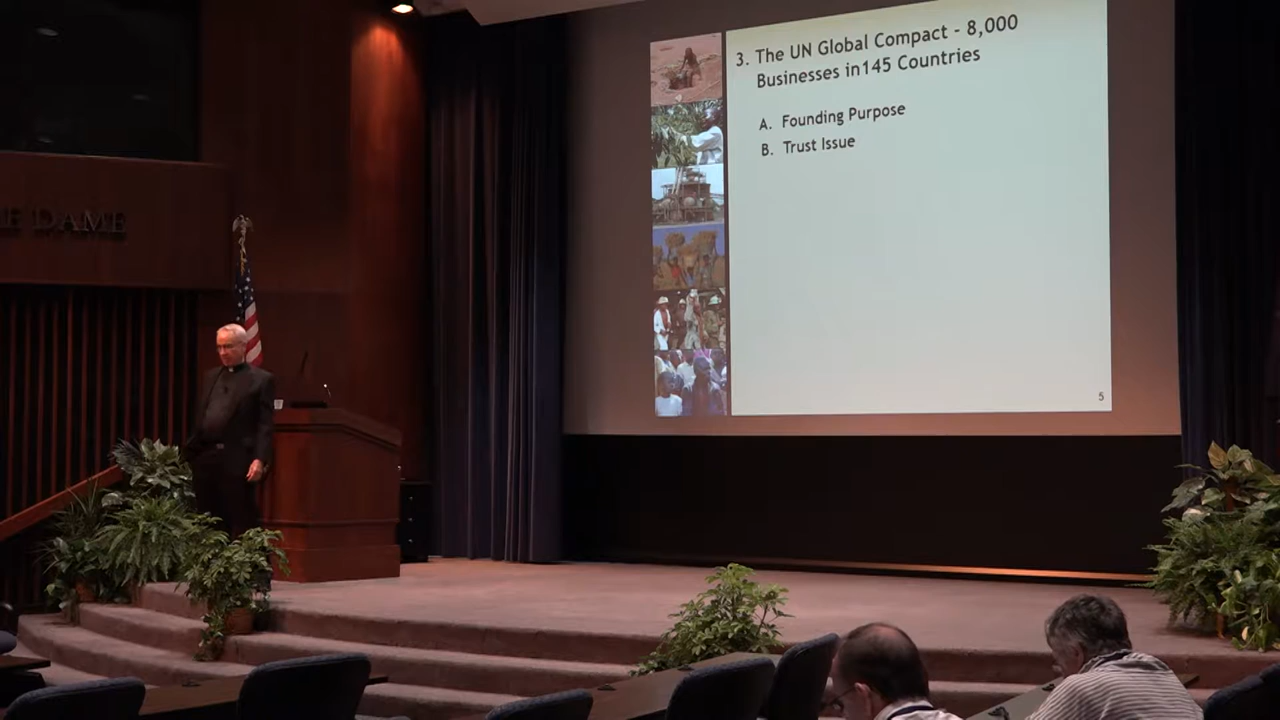 E DAME
3. The UN Global Compact - 8,000
Businesses in145 Countries
A. Founding Purpose
B. Trust Issue
5